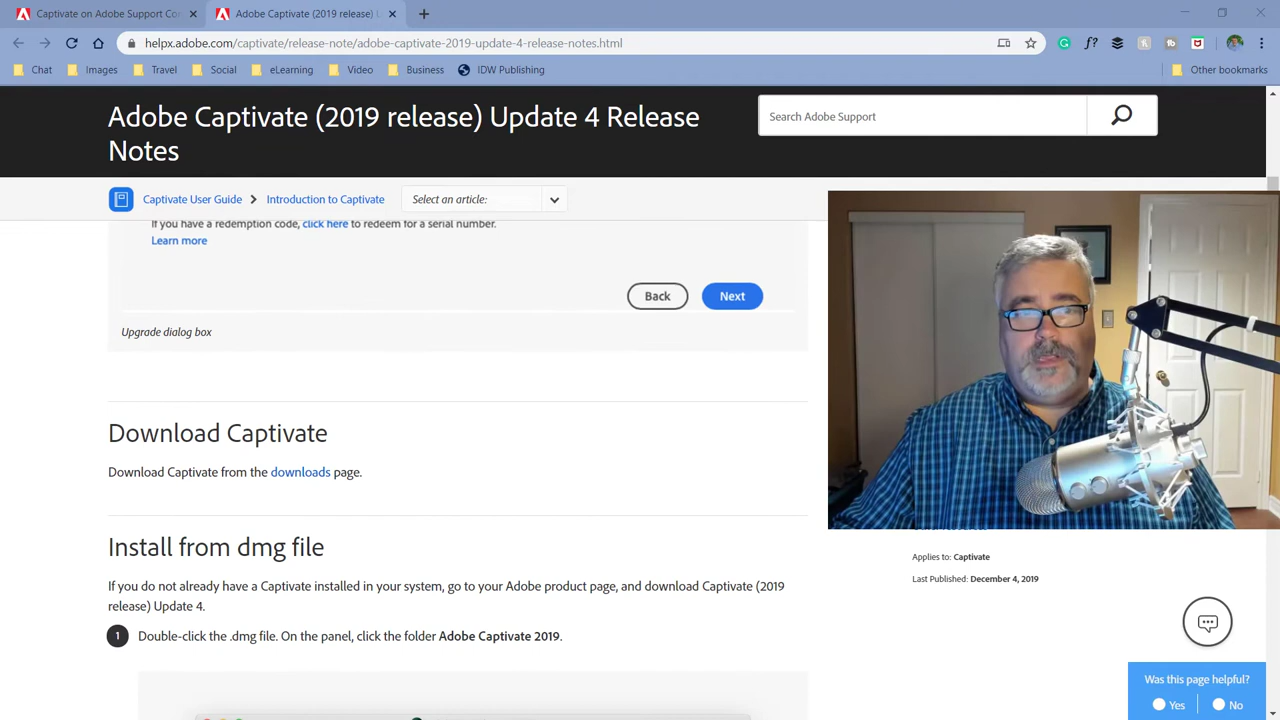 Captivate on Adobe Support Co
Adobe Captivate (2019 release) U
helpx.adobe.com/captivate/release-note/adobe-captivate-2019-update-4-release-notes.html
Chat
Images
Travel
Social
eLearning
Video
Business
IDW Publishing
Other bookmarks
Adobe Captivate (2019 release) Update 4 Release
Notes
Search Adobe Support
Captivate User Guide
Introduction to Captivate
Select an article:
If you have a redemption code, click here to redeem for a serial number.
Learn more
Back
Next
Upgrade dialog box
Download Captivate
Download Captivate from the downloads page.
Install from dmg file
If you do not already have a Captivate installed in your system, go to your Adobe product page, and download Captivate (2019
release) Update 4.
1 Double-click the .dmg file. On the panel, click the folder Adobe Captivate 2019.
Applies to: Captivate
Last Published: December 4, 2019
Was this page helpful?
Yes
No